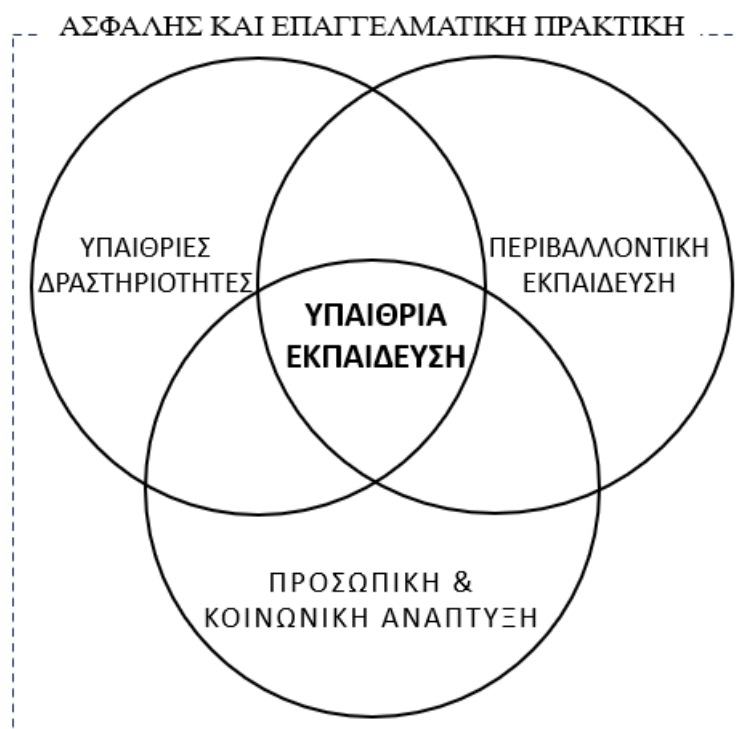 ΑΣΦΑΛΗΣ ΚΑΙ ΕΠΑΓΓΕΛΜΑΤΙΚΗ ΠΡΑΚΤΙΚΗ
ΥΠΑΙΘΡΙΕΣ
ΔΡΑΣΤΗΡΙΟΤΗΤΕΣ
ΠΕΡΙΒΑΛΛΟΝΤΙΚΗ
ΕΚΠΑΙΔΕΥΣΗ
ΥΠΑΙΘΡΙΑ
ΕΚΠΑΙΔΕΥΣΗ
ΠΡΟΣΩΠΙΚΗ &
ΚΟΙΝΩΝΙΚΗ ΑΝΑΠΤΥΞΗ